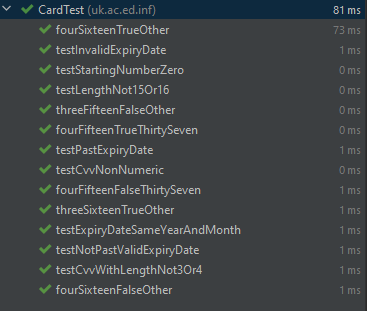 CardTest (uk.ac.ed.inf) 81 ms
fourSixteenTrueOther 73 ms
testInvalidExpiryDate 1 ms
testStartingNumberZero 0 ms
testLengthNot15Or16 0 ms
threeFifteenFalseOther 0 ms
fourFifteenTrueThirtySeven 0 ms
testPastExpiryDate 1 ms
testCvvNonNumeric 0 ms
fourFifteenFalseThirtySeven 1 ms
threeSixteenTrueOther 1 ms
testExpiryDateSameYearAndMonth 1 ms
testNotPastValidExpiryDate 1 ms
testCvvWithLengthNot3Or4 1 ms
fourSixteenFalseOther 1 ms